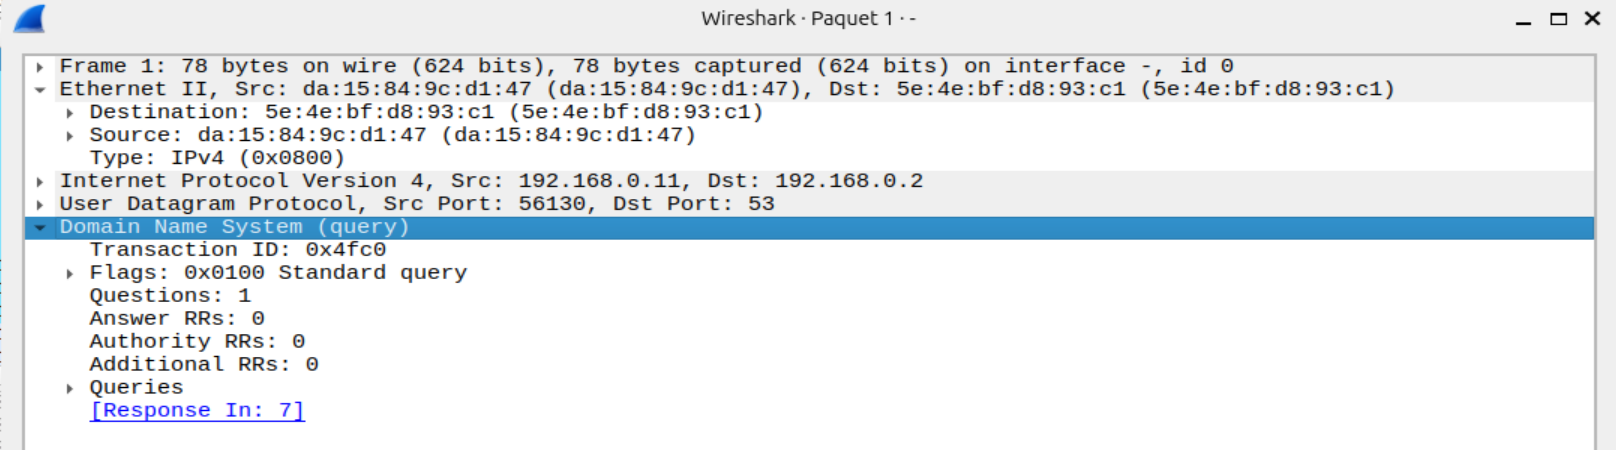 Wireshark · Paquet 1 · -
Frame 1: 78 bytes on wire (624 bits), 78 bytes captured (624 bits) on interface -, id 0
Ethernet II, Src: da:15:84:9c:d1:47 (da:15:84:9c:d1:47), Dst: 5e:4e:bf:d8:93:c1 (5e:4e:bf:d8:93:c1)
Destination: 5e:4e:bf:d8:93:c1 (5e:4e:bf:d8:93:c1)
Source: da:15:84:9c:d1:47 (da:15:84:9c:d1:47)
Type: IPv4 (0x0800)
Internet Protocol Version 4, Src: 192.168.0.11, Dst: 192.168.0.2
User Datagram Protocol, Src Port: 56130, Dst Port: 53
Domain Name System (query)
Transaction ID: 0x4fc0
Flags: 0x0100 Standard query
Questions: 1
Answer RRs: 0
Authority RRs: 0
Additional RRs: 0
Queries
[Response In: 7]